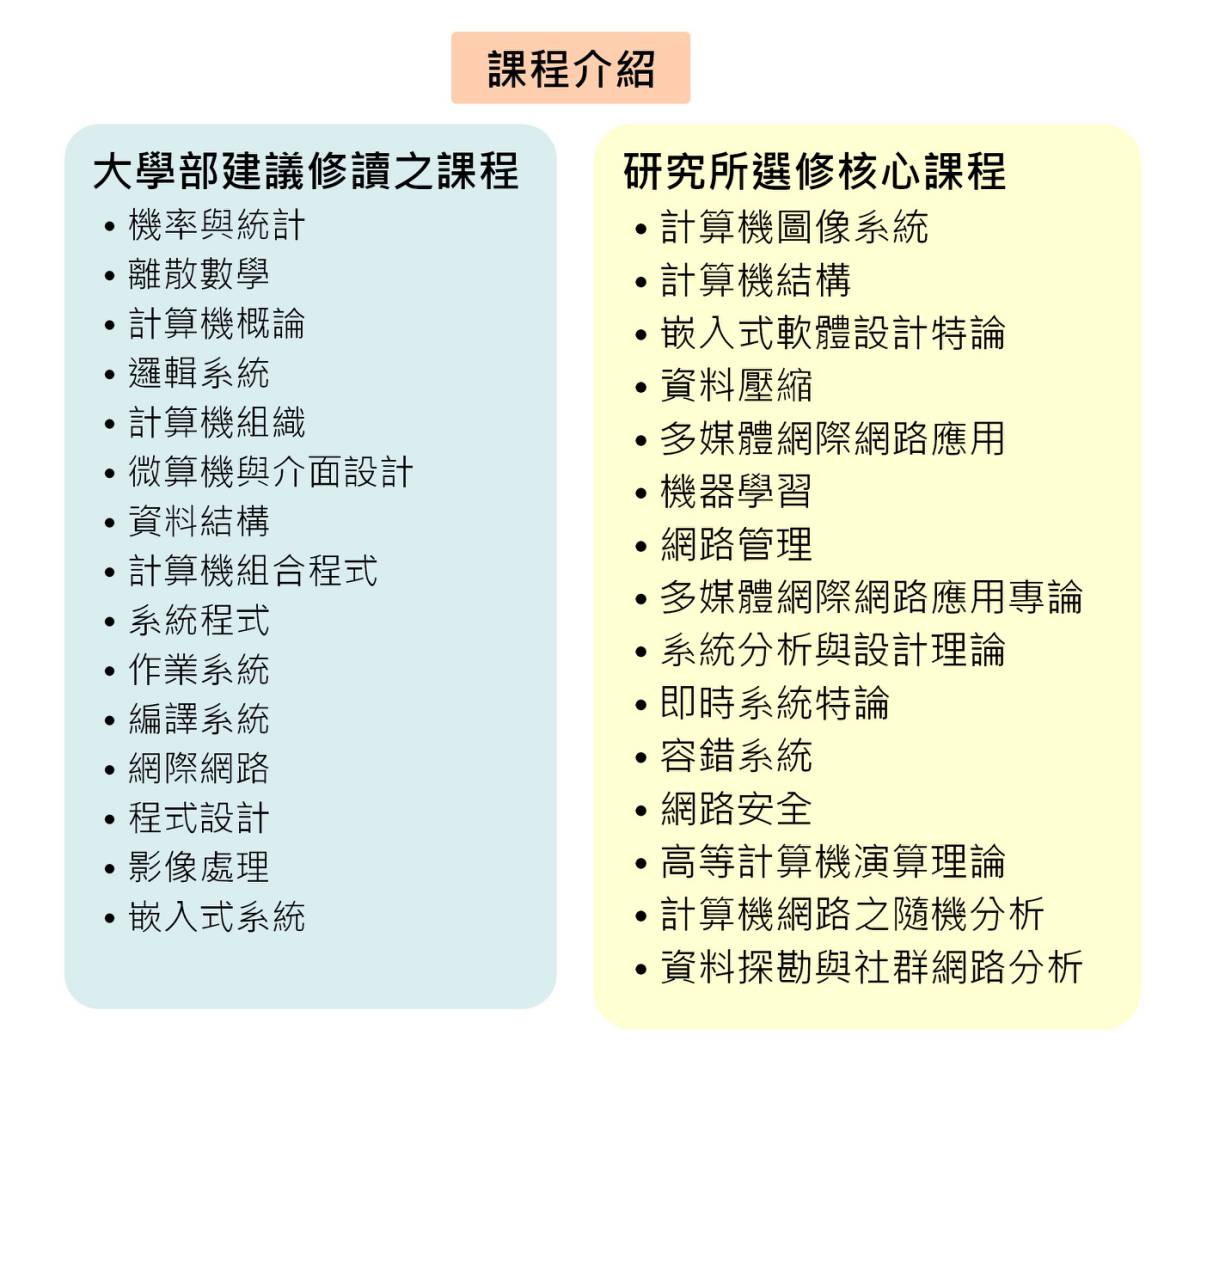 課程介紹
大學部建議修讀之課程
• 機率與統計
• 離散數學
• 計算機概論
• 邏輯系統
• 計算機組織
• 微算機與介面設計
• 資料結構
• 計算機組合程式
• 系統程式
• 作業系統
• 編譯系統
• 網際網路
• 程式設計
• 影像處理
• 嵌入式系統
研究所選修核心課程
• 計算機圖像系統
• 計算機結構
• 嵌入式軟體設計特論
• 資料壓縮
• 多媒體網際網路應用
• 機器學習
• 網路管理
• 多媒體網際網路應用專論
• 系統分析與設計理論
• 即時系統特論
• 容錯系統
• 網路安全
• 高等計算機演算理論
• 計算機網路之隨機分析
• 資料探勘與社群網路分析